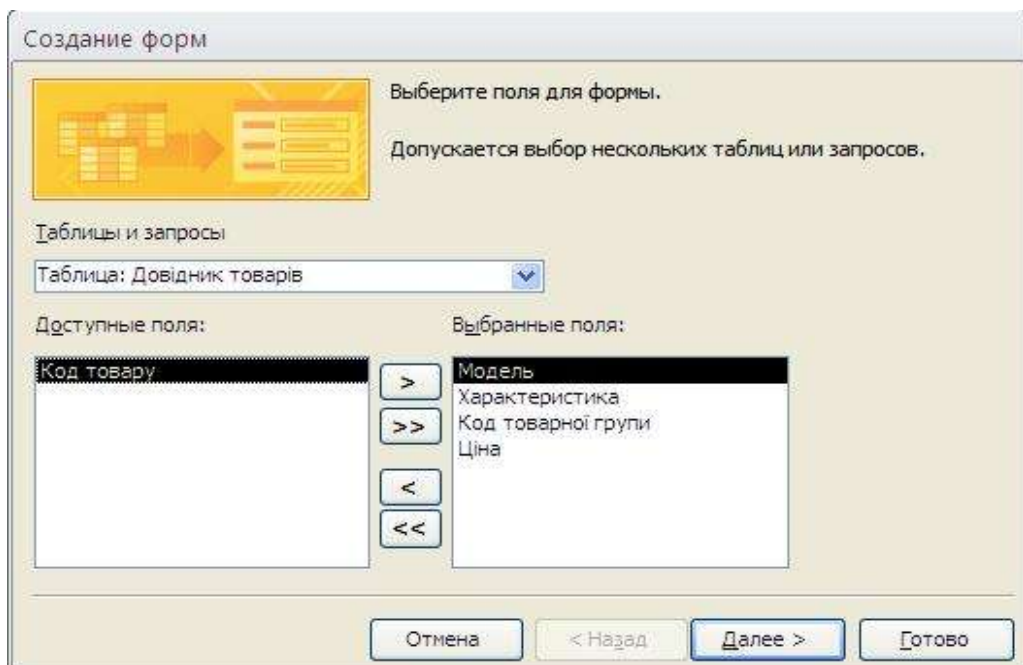 Создание форм
Выберите поля для формы.
Допускается выбор нескольких таблиц или запросов.
Таблицы и запросы
Таблица: Довідник товарів
Доступные поля:
Выбранные поля:
Код товару
Модель
Характеристика
Код товарної групи
Ціна
>
>>
<
<<
Отмена
< Назад
Далее >
Готово